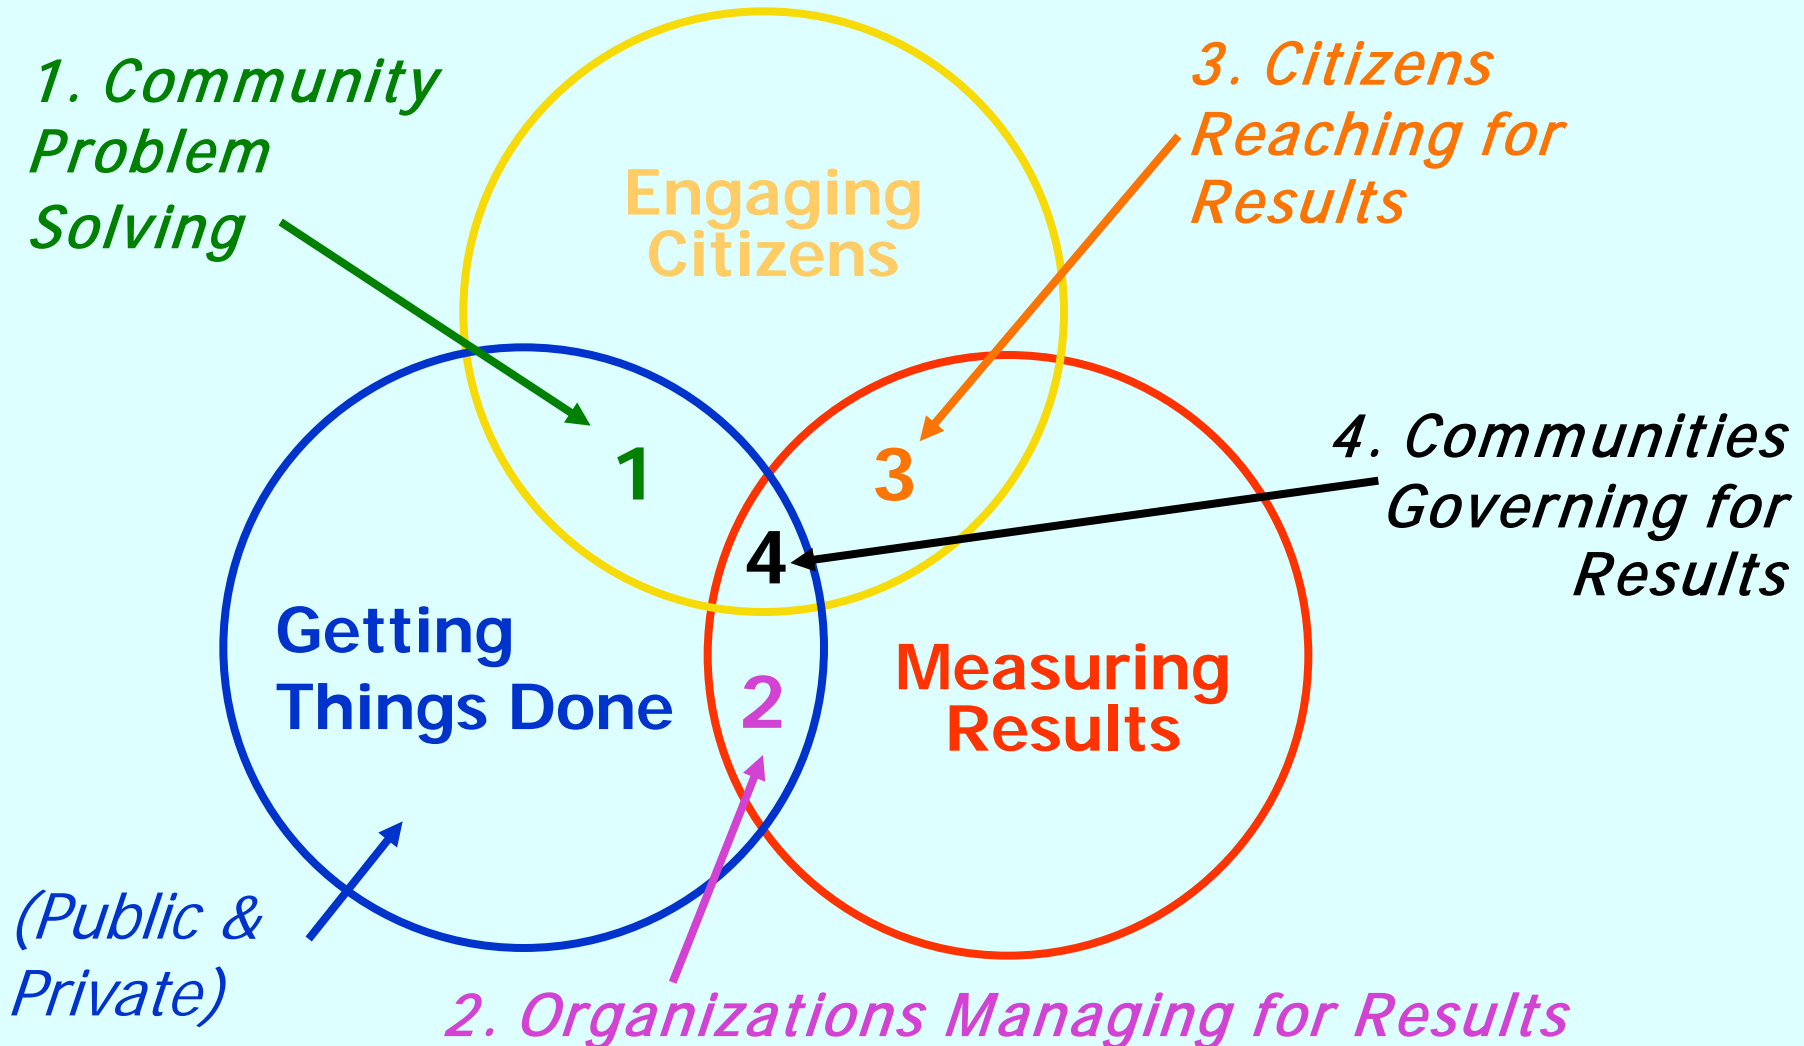 1. Community
Problem
Solving
3. Citizens
Reaching for
Results
Engaging
Citizens
4. Communities
Governing for
Results
1
3
4
Getting
Things Done
2
Measuring
Results
(Public &
Private)
2. Organizations Managing for Results